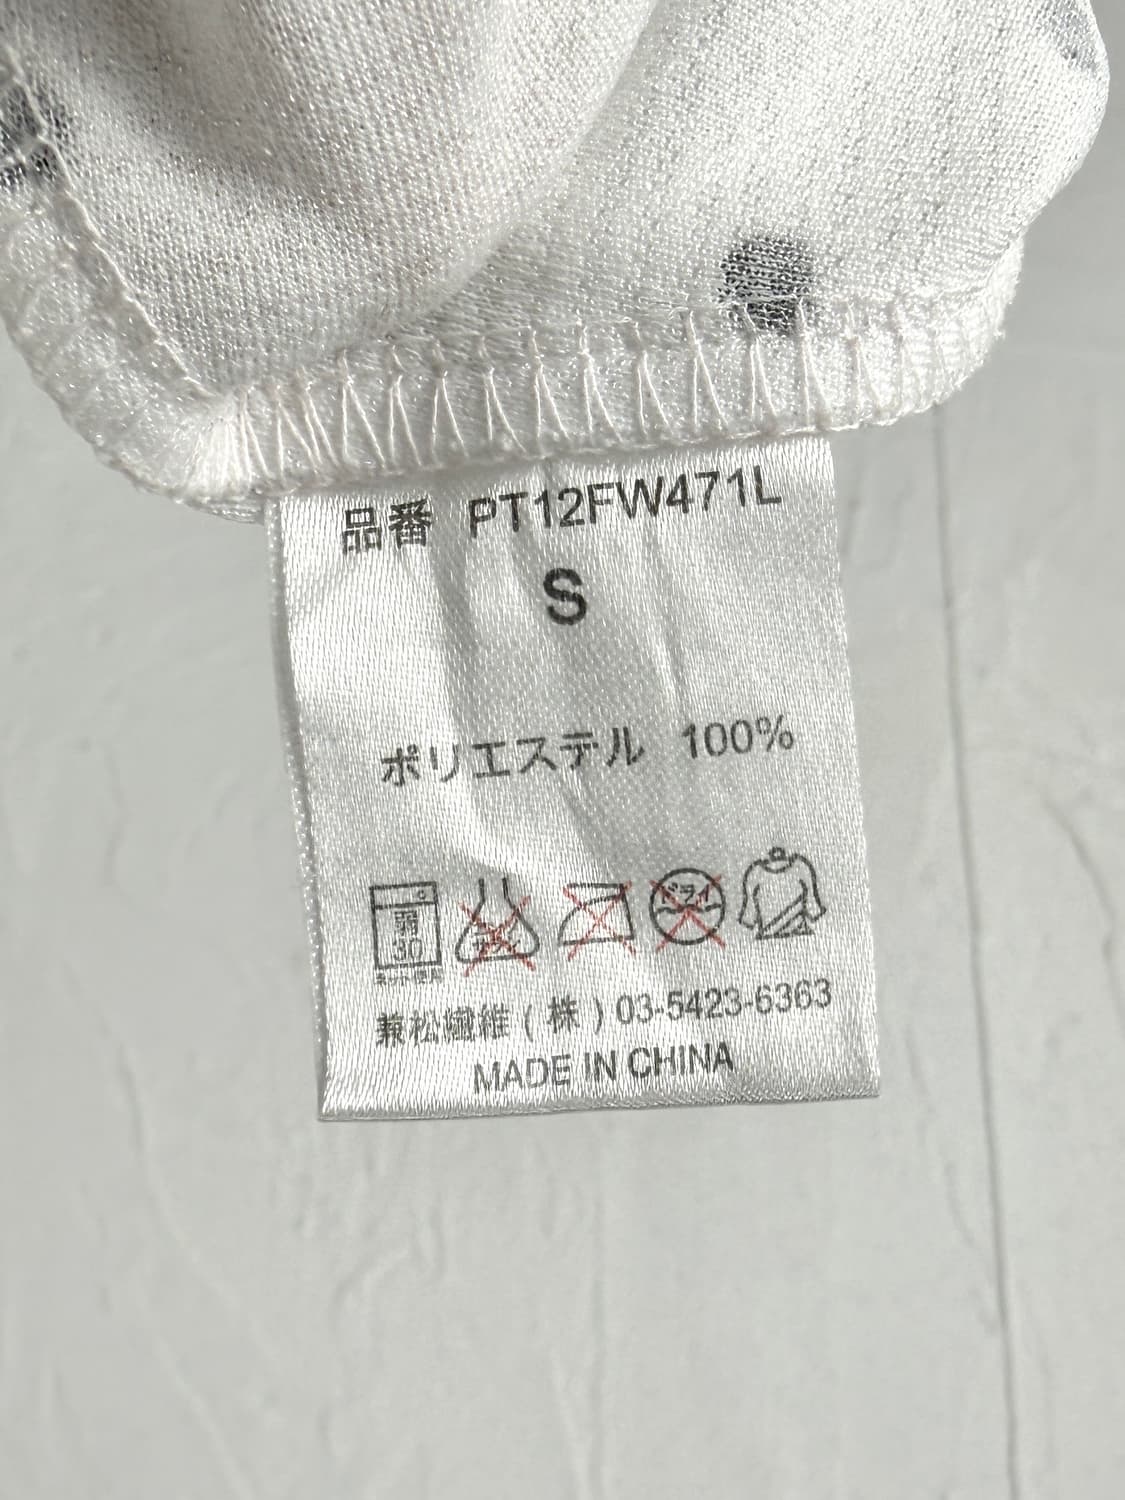 品番 PT12FW471L
S
ポリエステル 100%
C
弱 30 ドライ
ネット使用
兼松繊維(株)03-5423-6363
MADE IN CHINA